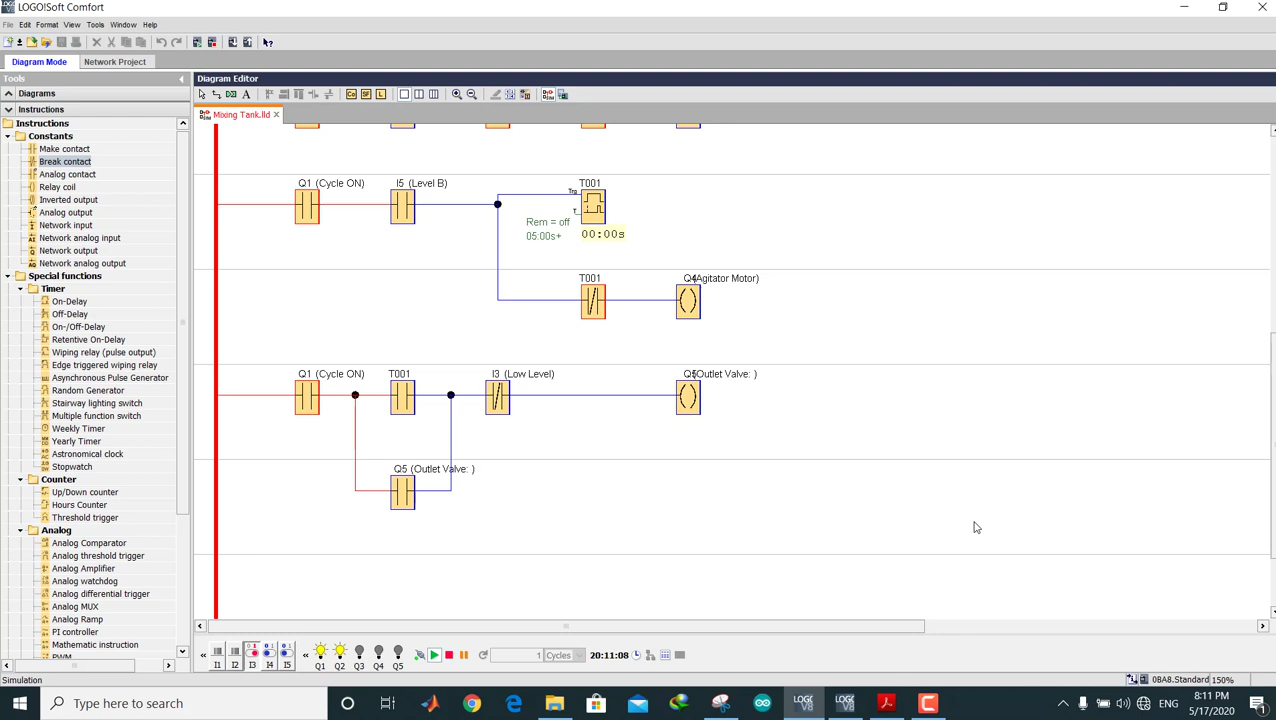 LOGO!Soft Comfort
File Edit Format View Tools Window Help
Diagram Mode Network Project
Tools
Diagrams
Instructions
Instructions
Constants
Make contact
Break contact
Analog contact
Relay coil
Inverted output
Analog output
Network input
Network analog input
Network output
Network analog output
Special functions
Timer
On-Delay
Off-Delay
On-/Off-Delay
Retentive On-Delay
Wiping relay (pulse output)
Edge triggered wiping relay
Asynchronous Pulse Generator
Random Generator
Stairway lighting switch
Multiple function switch
Weekly Timer
Yearly Timer
Astronomical clock
Stopwatch
Counter
Up/Down counter
Hours Counter
Threshold trigger
Analog
Analog Comparator
Analog threshold trigger
Analog Amplifier
Analog watchdog
Analog differential trigger
Analog MUX
Analog Ramp
PI controller
Mathematic instruction
PWM
Diagram Editor
Co SF L
Mixing Tank.lld
Q1 (Cycle ON) I5 (Level B) T001
Trg
T
Rem = off
05:00s+ 00:00s
T001 Q4(Agitator Motor)
Q1 (Cycle ON) T001 I3 (Low Level) Q5(Outlet Valve: )
Q5 (Outlet Valve: )
I1 I2 I3 I4 I5 Q1 Q2 Q3 Q4 Q5 1 Cycles 20:11:08
Simulation 0BA8.Standard 150%
Type here to search
8:11 PM
5/17/2020